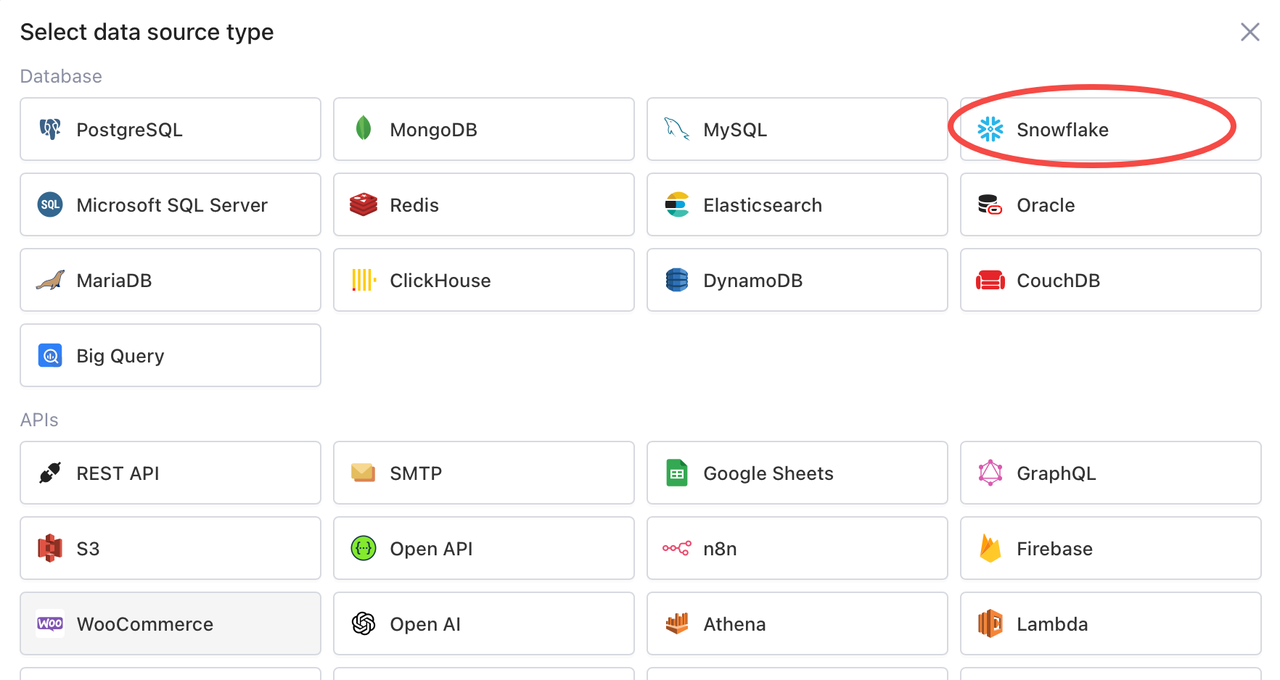 Select data source type
Database
PostgreSQL
MongoDB
MySQL
Snowflake
SQL
Microsoft SQL Server
Redis
Elasticsearch
Oracle
MariaDB
ClickHouse
DynamoDB
CouchDB
Big Query
APIs
REST API
SMTP
Google Sheets
GraphQL
S3
{··}
Open API
n8n
Firebase
WOO
WooCommerce
Open AI
Athena
Lambda